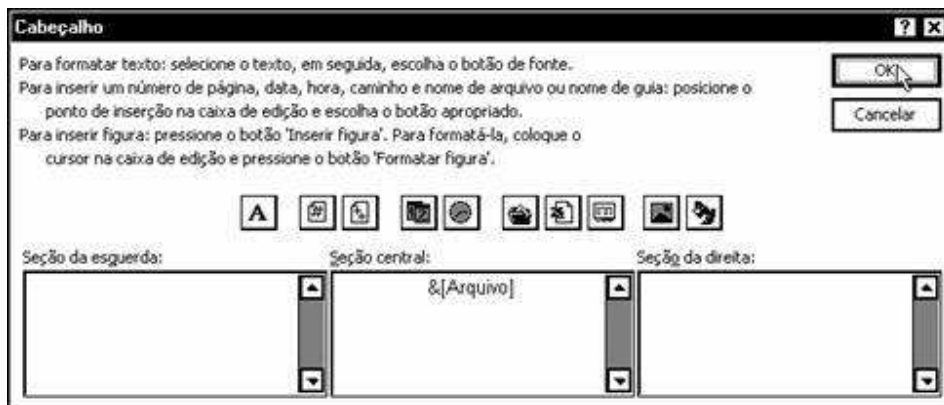 Cabeçalho
Para formatar texto: selecione o texto, em seguida, escolha o botão de fonte.
Para inserir um número de página, data, hora, caminho e nome de arquivo ou nome de guia: posicione o
ponto de inserção na caixa de edição e escolha o botão apropriado.
Para inserir figura: pressione o botão 'Inserir figura'. Para formatá-la, coloque o
cursor na caixa de edição e pressione o botão 'Formatar figura'.
OK
Cancelar
A
Seção da esquerda:
Seção central:
Seção da direita:
&[Arquivo]